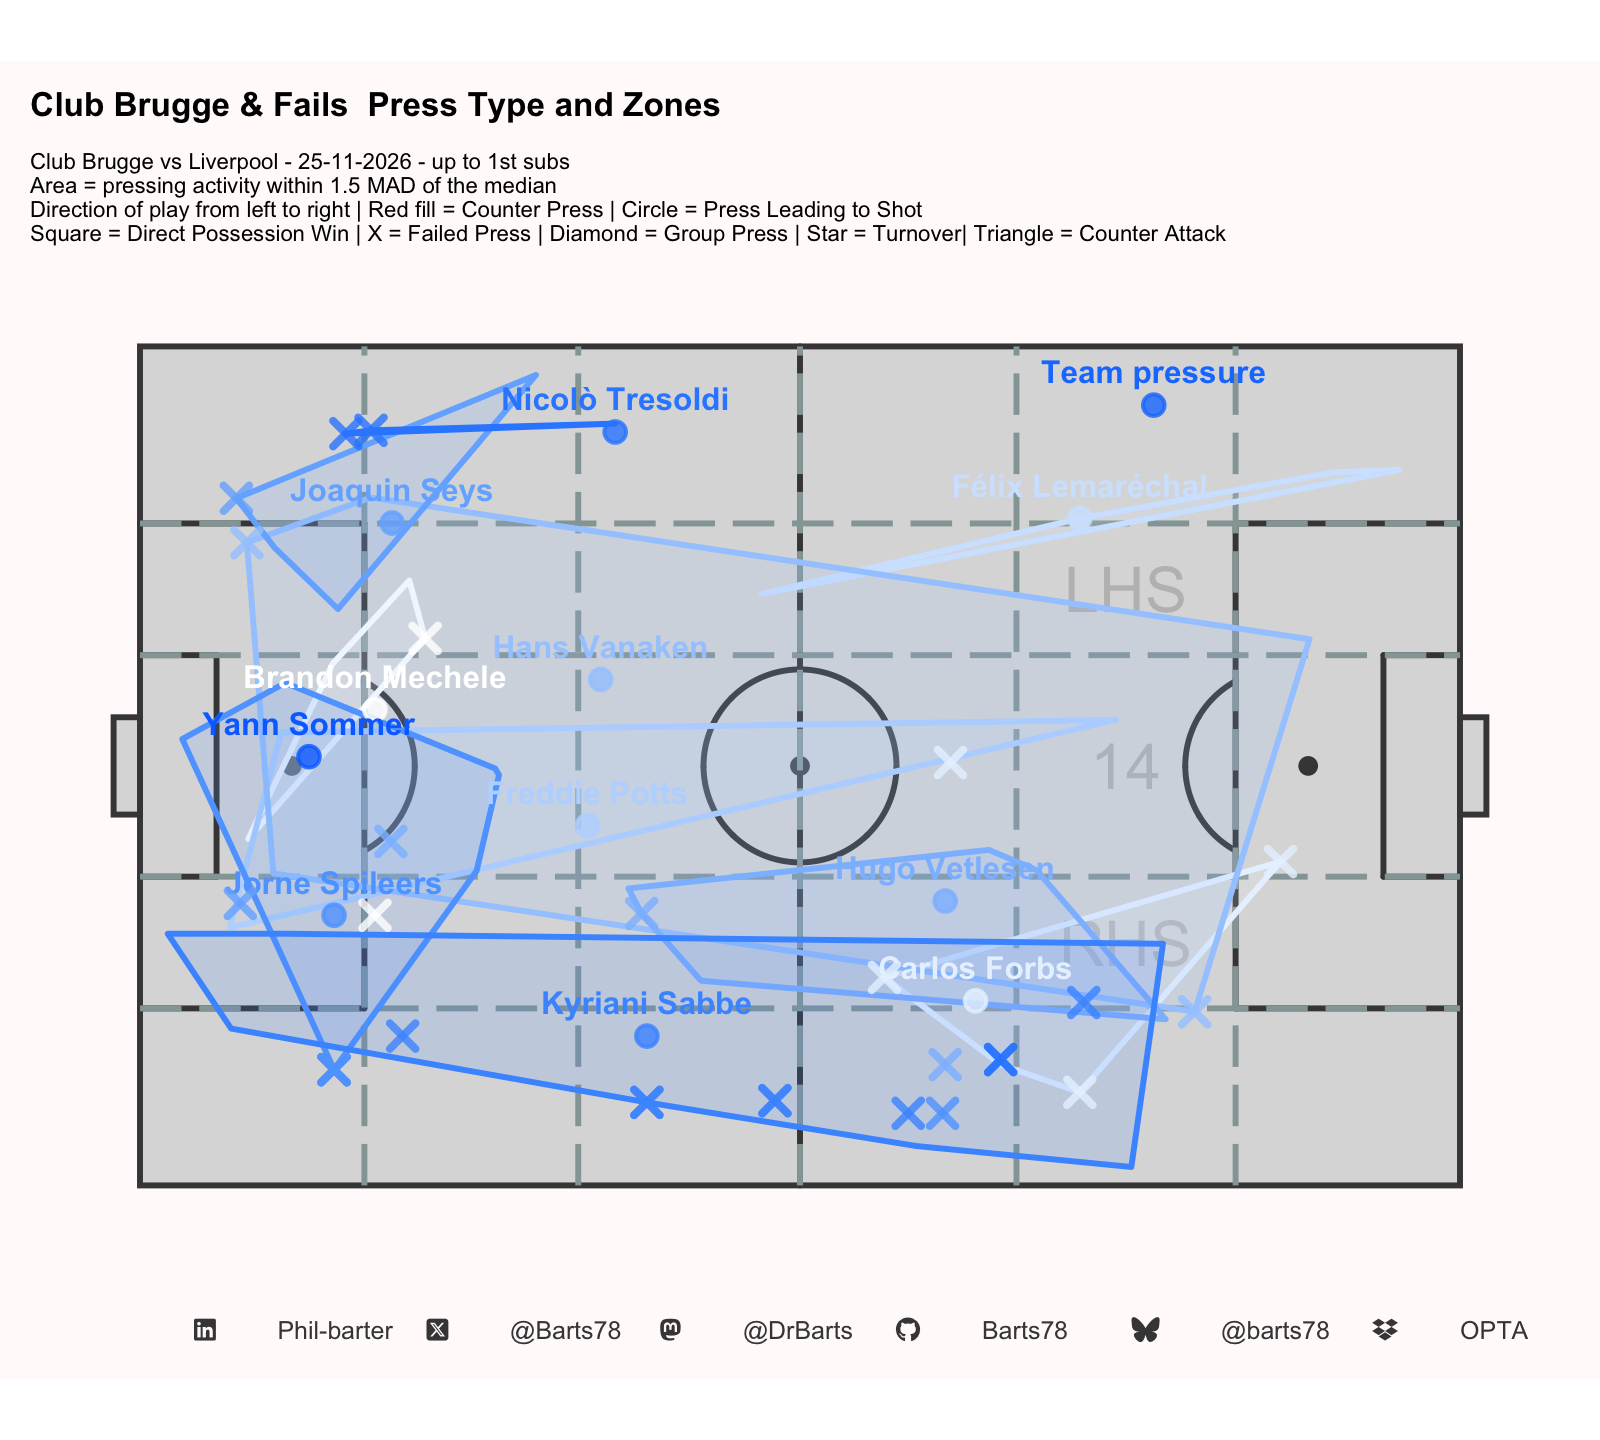 Club Brugge & Fails  Press Type and Zones
Club Brugge vs Liverpool - 25-11-2026 - up to 1st subs
Area = pressing activity within 1.5 MAD of the median
Direction of play from left to right | Red fill = Counter Press | Circle = Press Leading to Shot
Square = Direct Possession Win | X = Failed Press | Diamond = Group Press | Star = Turnover| Triangle = Counter Attack
Team pressure
Nicolò Tresoldi
Félix Lemaréchal
Joaquin Seys
LHS
Hans Vanaken
Brandon Mechele
Yann Sommer
14
Freddie Potts
Hugo Vetlesen
Jorne Spileers
RHS
Carlos Forbs
Kyriani Sabbe
Phil-barter
@Barts78
@DrBarts
Barts78
@barts78
OPTA